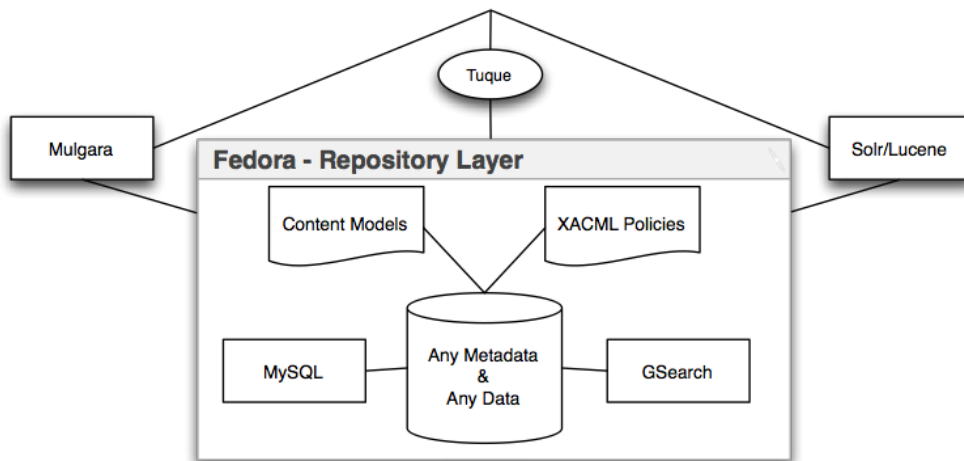 Tuque
Mulgara
Solr/Lucene
Fedora - Repository Layer
Content Models
XACML Policies
MySQL
Any Metadata
&
Any Data
GSearch